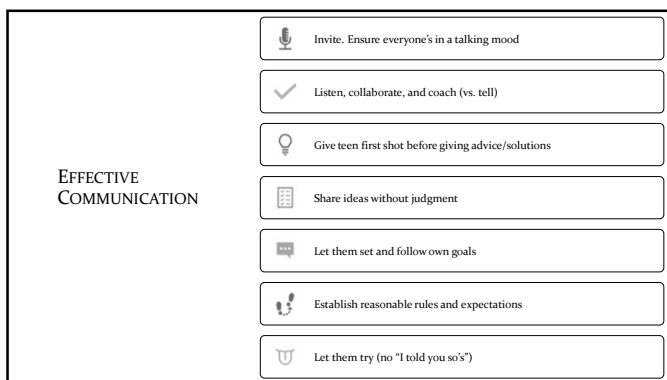 EFFECTIVE
COMMUNICATION
Invite. Ensure everyone's in a talking mood
Listen, collaborate, and coach (vs. tell)
Give teen first shot before giving advice/solutions
Share ideas without judgment
Let them set and follow own goals
Establish reasonable rules and expectations
Let them try (no “I told you so's”)